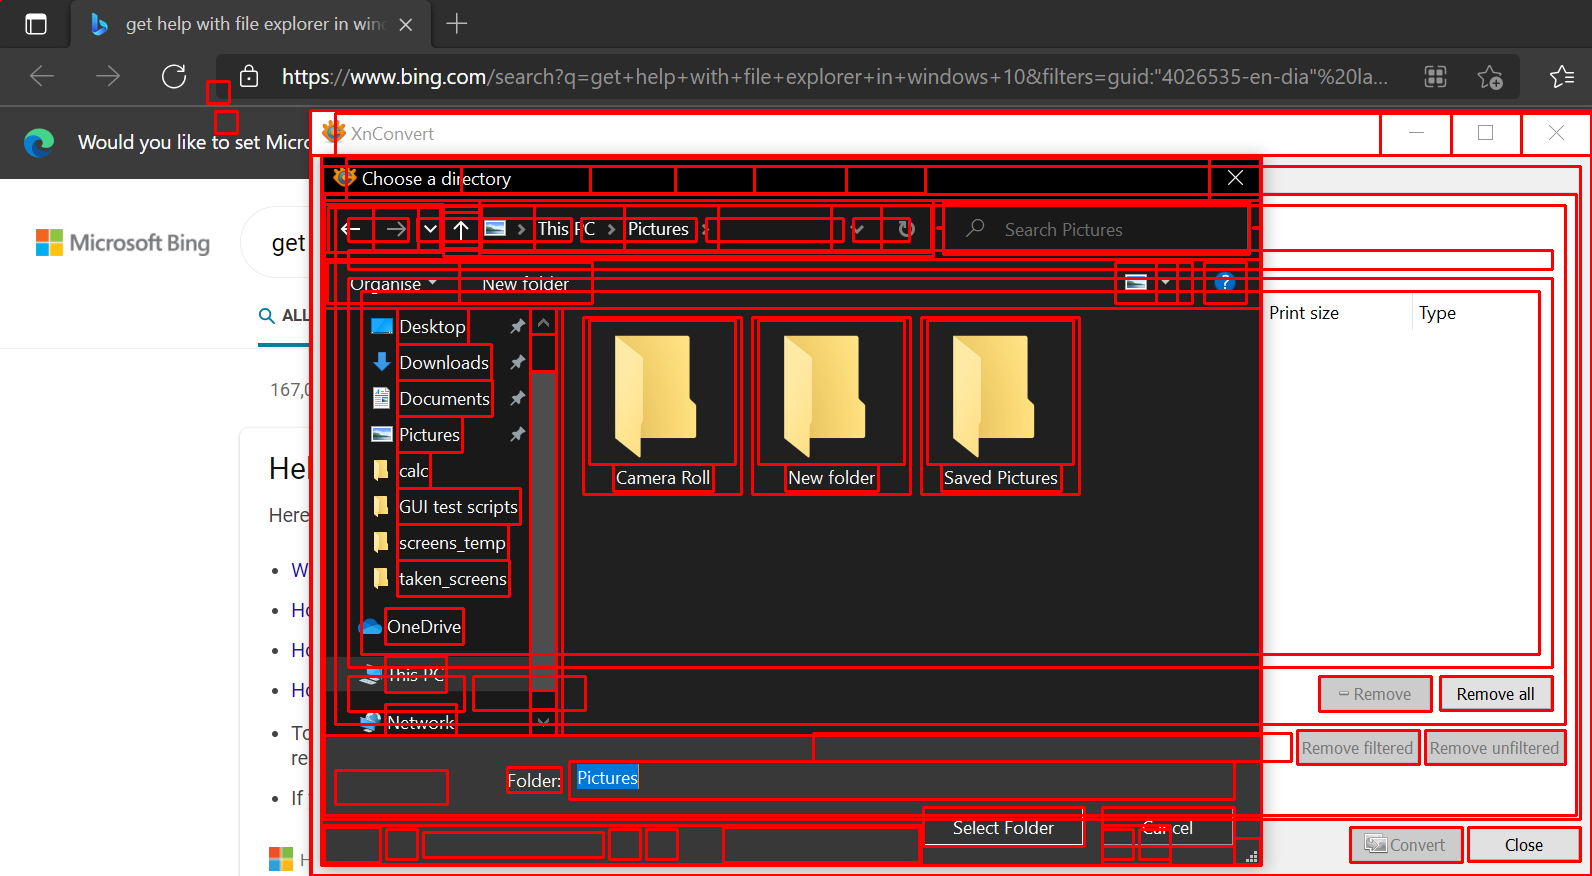 get help with file explorer in win
https://www.bing.com/search?q=get+help+with+file+explorer+in+windows+10&filters=guid:"4026535-en-dia"%20la...
Would you like to set Micro
XnConvert
Choose a directory
This PC
Pictures
Search Pictures
Microsoft Bing
get
Organise
New folder
ALL
Print size
Type
Desktop
Downloads
Documents
Pictures
calc
GUI test scripts
screens_temp
taken_screens
OneDrive
This PC
Network
Camera Roll
New folder
Saved Pictures
167,0
Hel
Here
W
Ho
Ho
Ho
To
re
If
H
Remove
Remove all
Remove filtered
Remove unfiltered
Folder:
Pictures
Select Folder
Cancel
Convert
Close